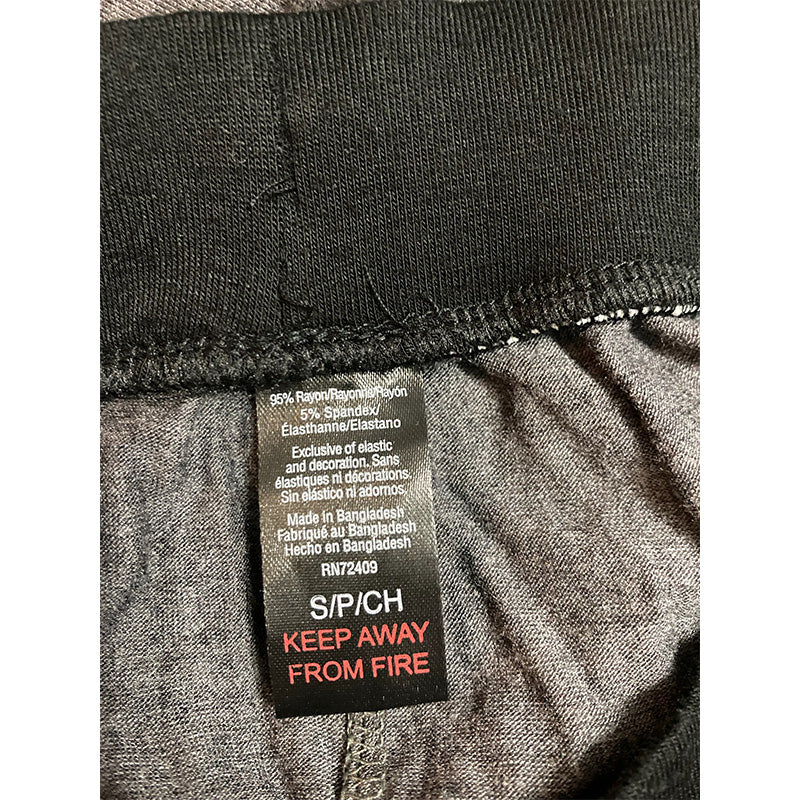 95% Rayon/Rayonne/Rayón
5% Spandex/
Élasthanne/Elastano
Exclusive of elastic
and decoration. Sans
élastiques ni décorations.
Sin elástico ni adornos.
Made in Bangladesh
Fabriqué au Bangladesh
Hecho en Bangladesh
RN72409
S/P/CH
KEEP AWAY
FROM FIRE